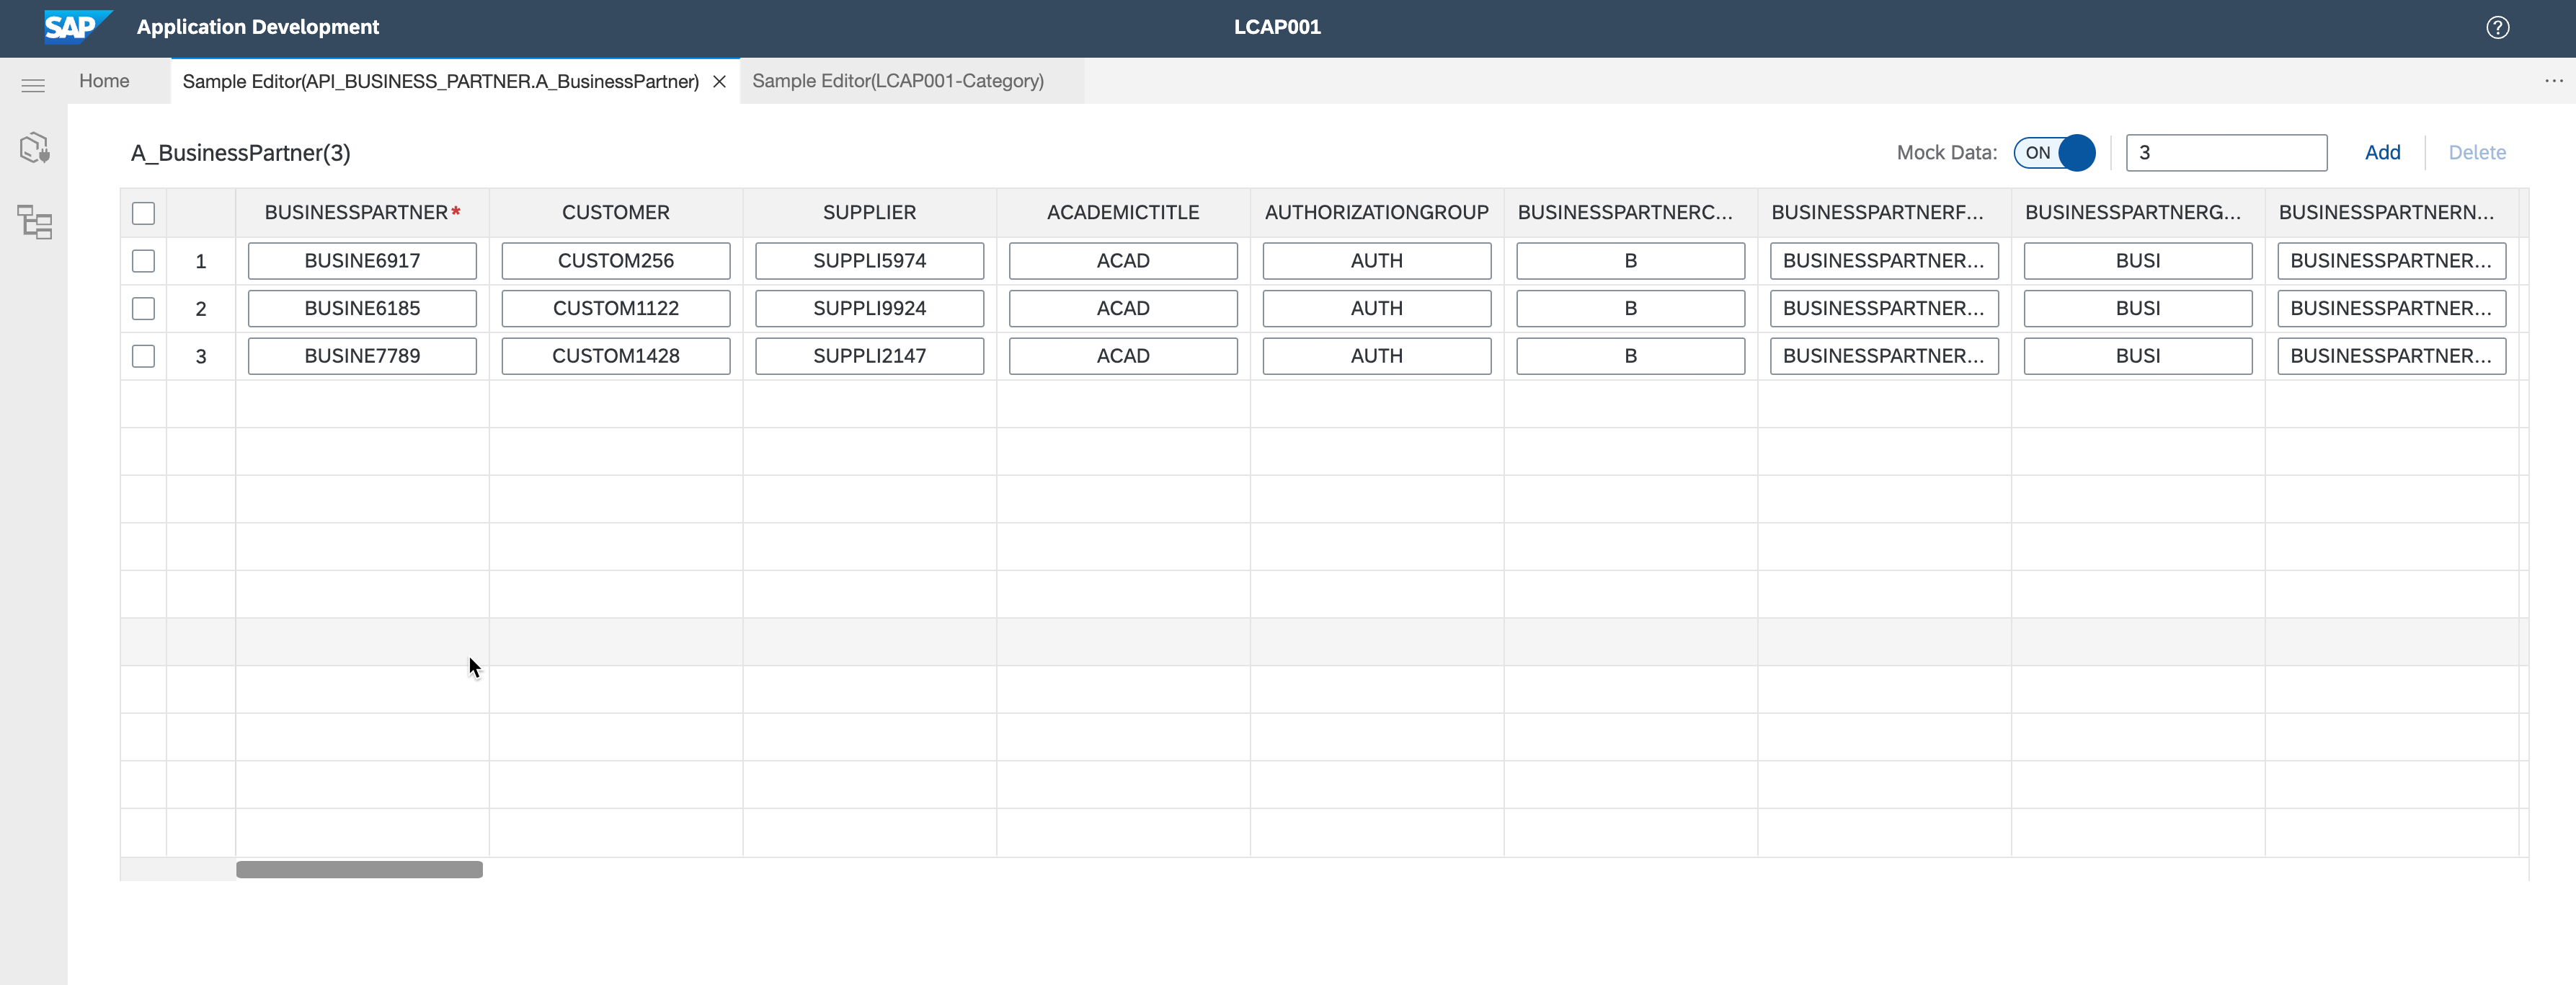 SAP Application Development LCAP001
Home Sample Editor(API_BUSINESS_PARTNER.A_BusinessPartner) Sample Editor(LCAP001-Category)
A_BusinessPartner(3) Mock Data: ON 3 Add Delete
BUSINESSPARTNER* CUSTOMER SUPPLIER ACADEMICTITLE AUTHORIZATIONGROUP BUSINESSPARTNERC... BUSINESSPARTNERF... BUSINESSPARTNERG... BUSINESSPARTNERN...
1 BUSINE6917 CUSTOM256 SUPPLI5974 ACAD AUTH B BUSINESSPARTNER... BUSI BUSINESSPARTNER...
2 BUSINE6185 CUSTOM1122 SUPPLI9924 ACAD AUTH B BUSINESSPARTNER... BUSI BUSINESSPARTNER...
3 BUSINE7789 CUSTOM1428 SUPPLI2147 ACAD AUTH B BUSINESSPARTNER... BUSI BUSINESSPARTNER...